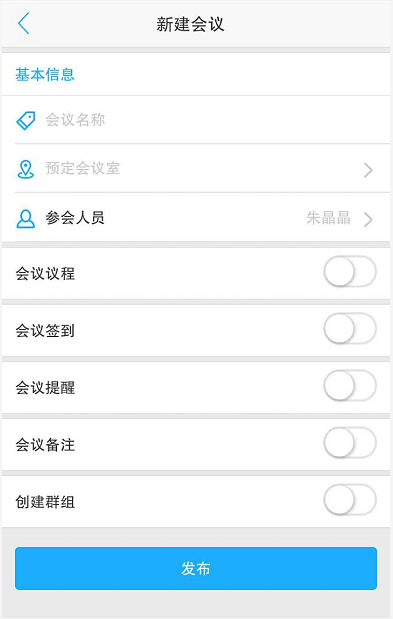 新建会议
基本信息
会议名称
预定会议室
参会人员 朱晶晶
会议议程
会议签到
会议提醒
会议备注
创建群组
发布